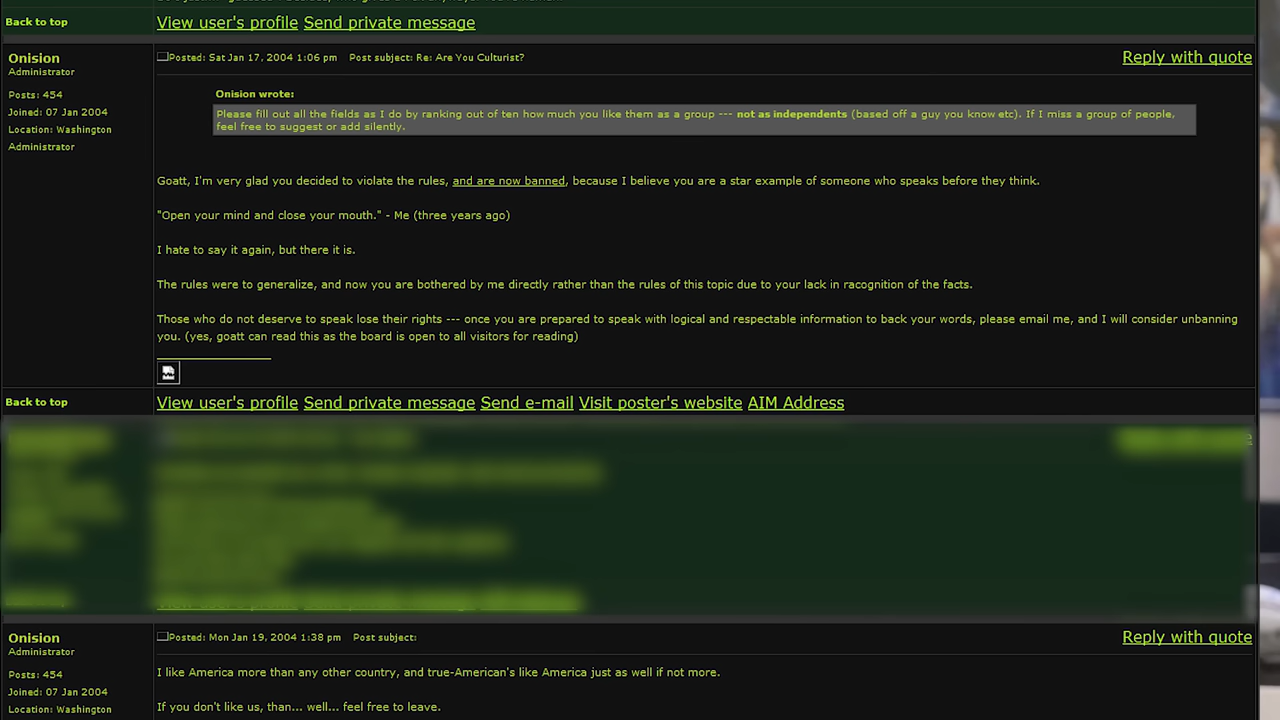 Back to top
View user's profile Send private message
Onision
Administrator
Posts: 454
Joined: 07 Jan 2004
Location: Washington
Administrator
Posted: Sat Jan 17, 2004 1:06 pm Post subject: Re: Are You Culturist?
Reply with quote
Onision wrote:
Please fill out all the fields as I do by ranking out of ten how much you like them as a group --- not as independents (based off a guy you know etc). If I miss a group of people,
feel free to suggest or add silently.
Goatt, I'm very glad you decided to violate the rules, and are now banned, because I believe you are a star example of someone who speaks before they think.
"Open your mind and close your mouth." - Me (three years ago)
I hate to say it again, but there it is.
The rules were to generalize, and now you are bothered by me directly rather than the rules of this topic due to your lack in racognition of the facts.
Those who do not deserve to speak lose their rights --- once you are prepared to speak with logical and respectable information to back your words, please email me, and I will consider unbanning
you. (yes, goatt can read this as the board is open to all visitors for reading)
Back to top
View user's profile Send private message Send e-mail Visit poster's website AIM Address
Onision
Administrator
Posts: 454
Joined: 07 Jan 2004
Location: Washington
Posted: Mon Jan 19, 2004 1:38 pm Post subject:
Reply with quote
I like America more than any other country, and true-American's like America just as well if not more.
If you don't like us, than... well... feel free to leave.